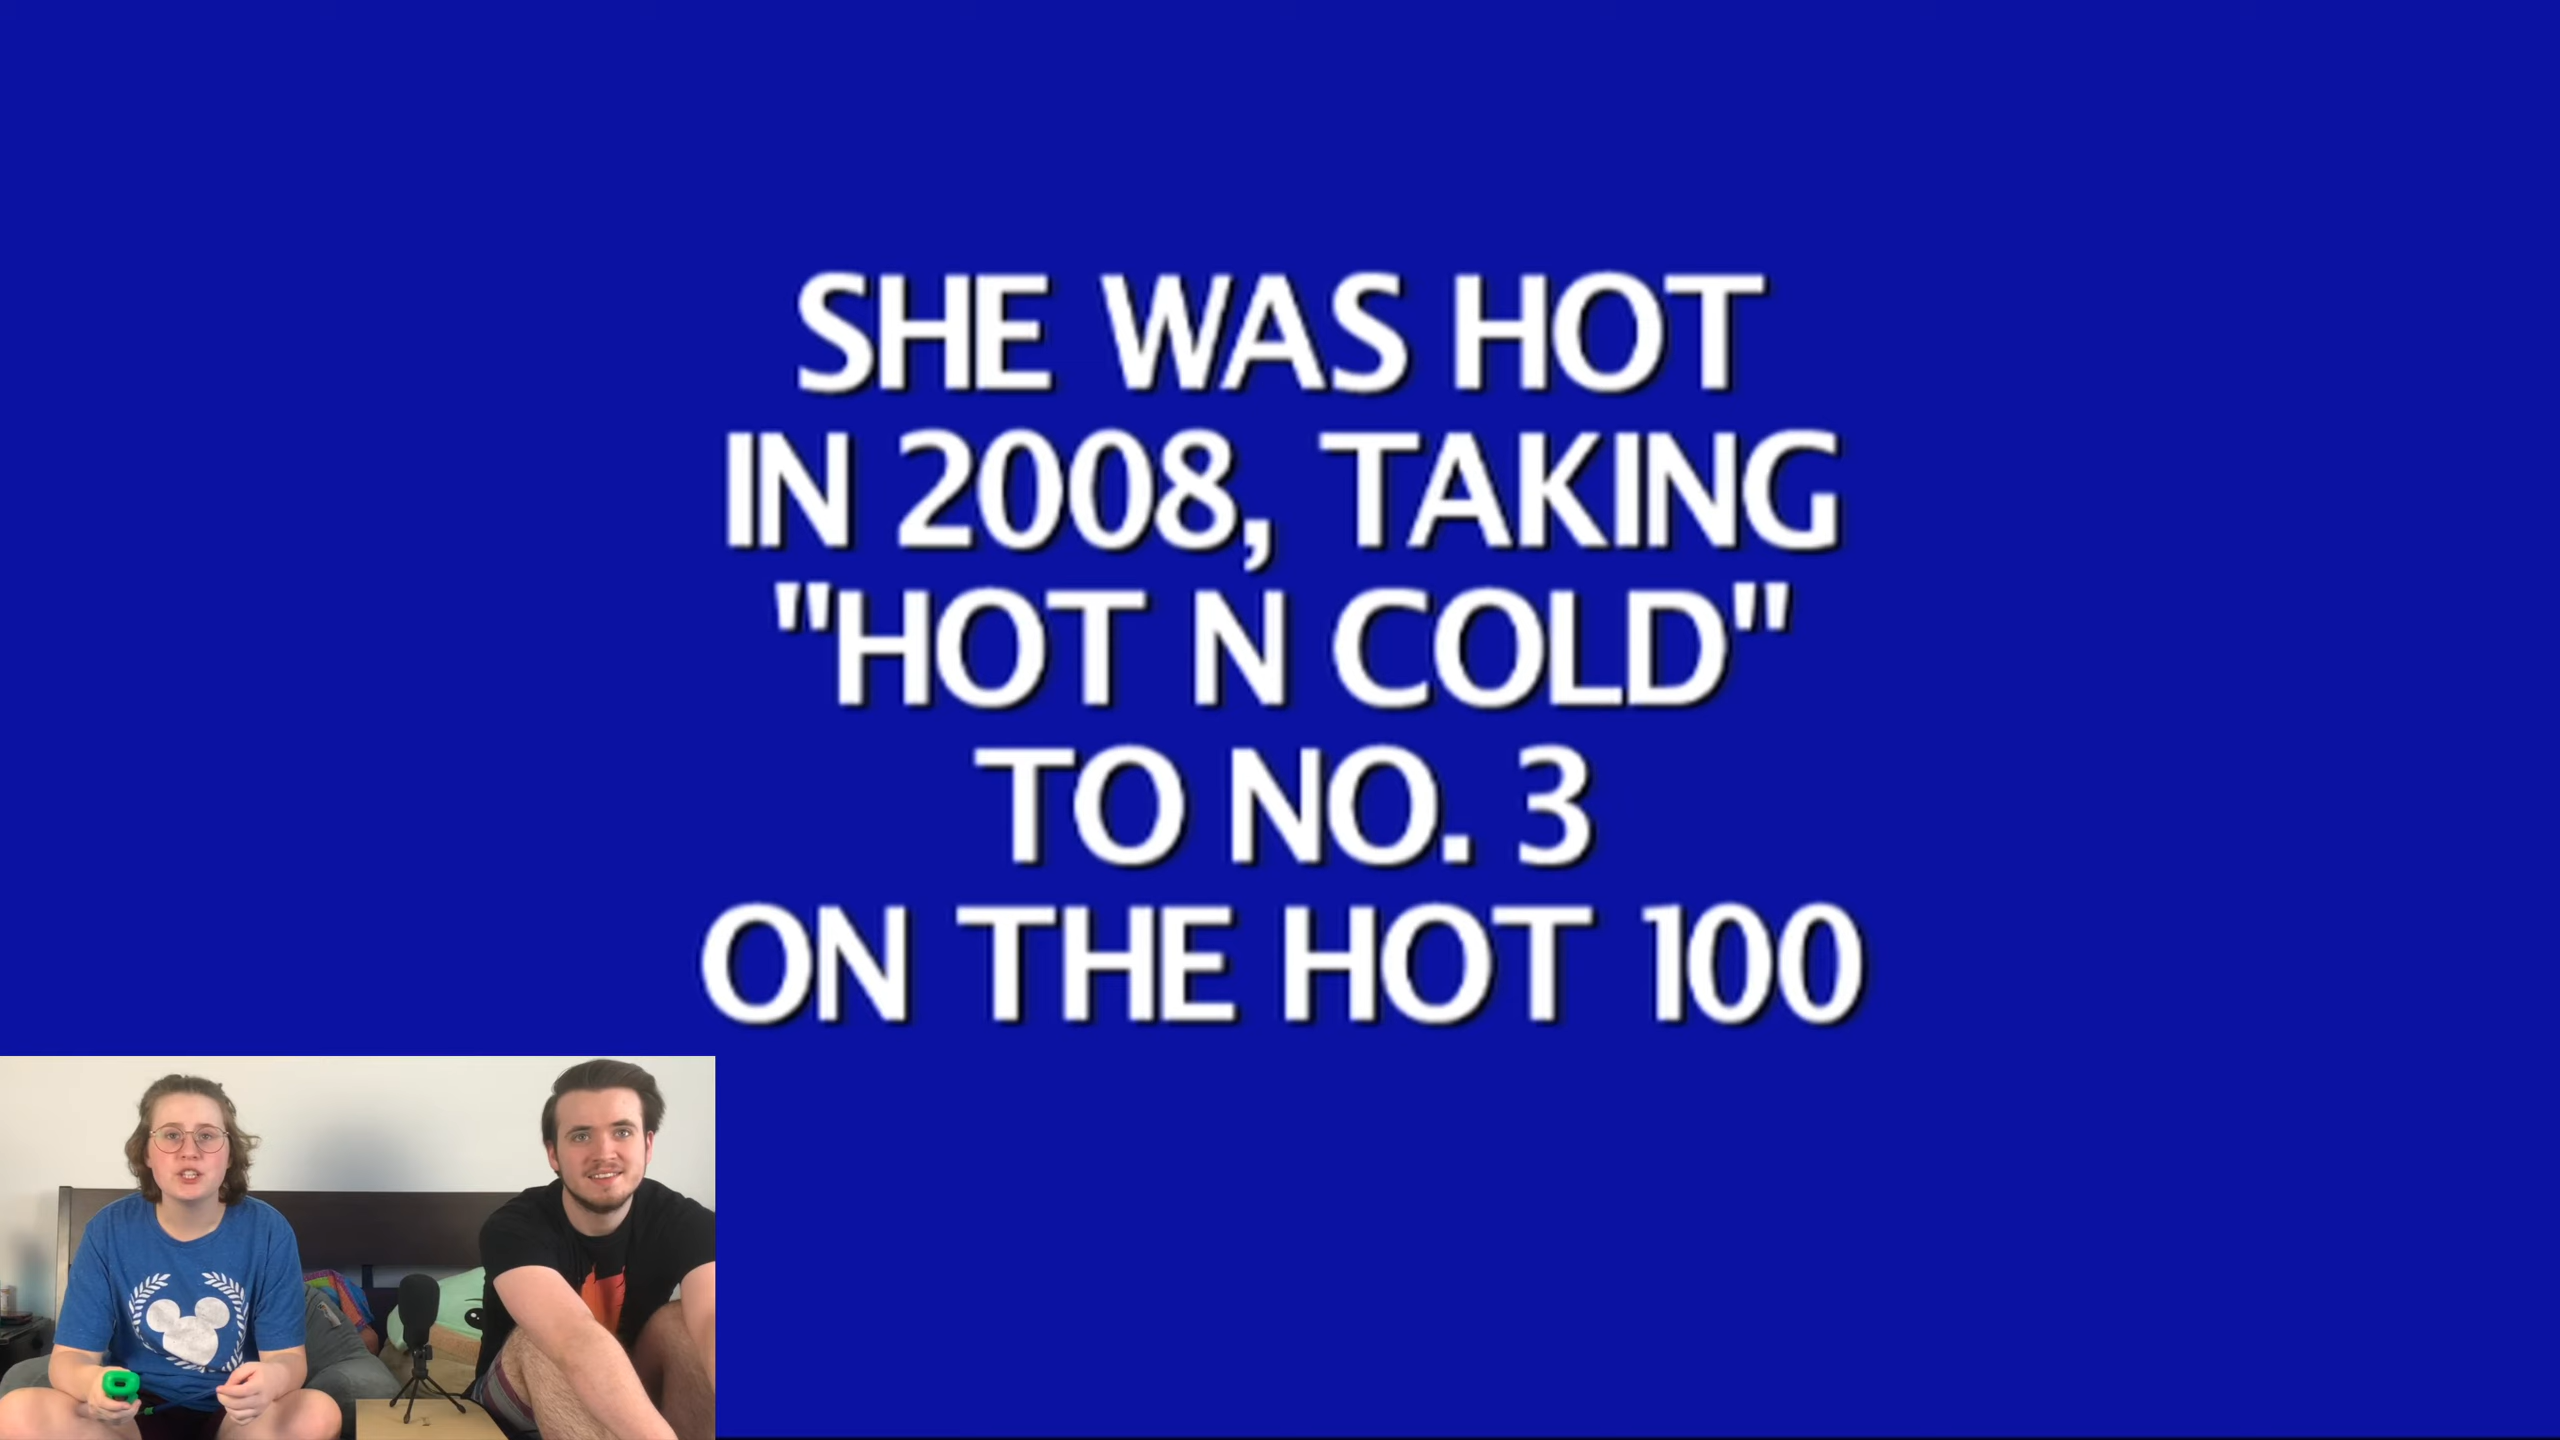 SHE WAS HOT
IN 2008, TAKING
"HOT N COLD"
TO NO. 3
ON THE HOT 100